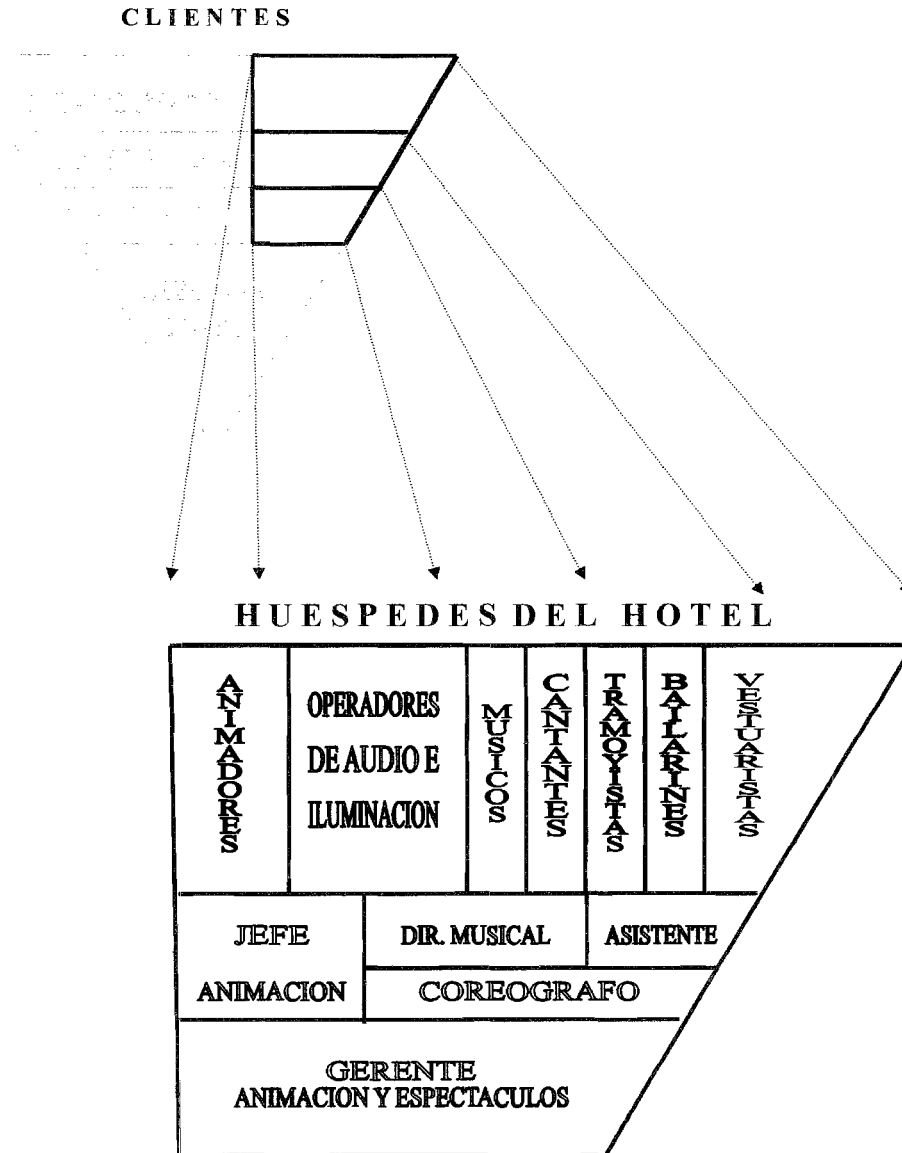 CLIENTES
HUESPEDES DEL HOTEL
ANIMADORES
OPERADORES
DE AUDIO E
ILUMINACION
MUSICOS
CANTANTES
TRAMOYISTAS
BAILARINES
VESTUARISTAS
JEFE
ANIMACION
DIR. MUSICAL
ASISTENTE
COREOGRAFO
GERENTE
ANIMACION Y ESPECTACULOS